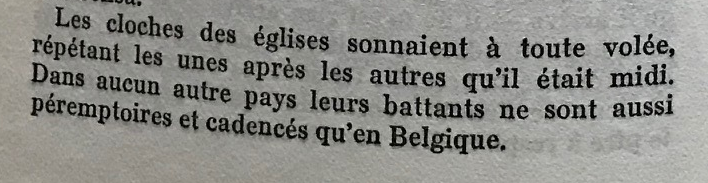 Les cloches des églises sonnaient à toute volée,
répétant les unes après les autres qu'il était midi.
Dans aucun autre pays leurs battants ne sont aussi
péremptoires et cadencés qu'en Belgique.